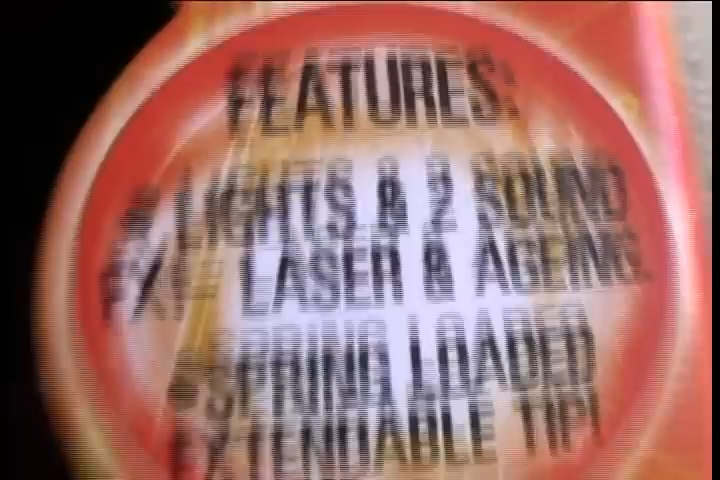 FEATURES:
• LIGHTS & 2 SOUND
FX!- LASER & AGEING.
• SPRING LOADED
EXTENDABLE TIP!